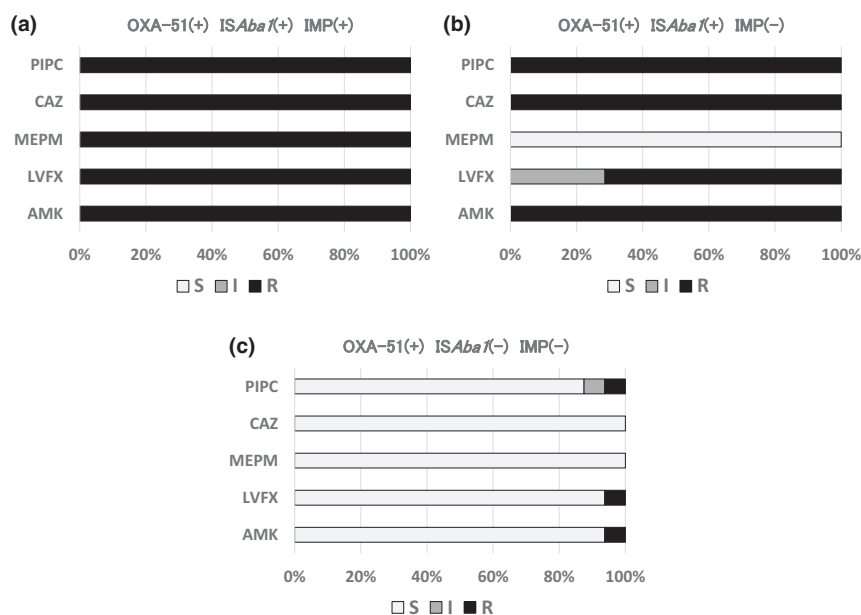 (a)
OXA-51(+) ISAba1(+) IMP(+)
PIPC
CAZ
MEPM
LVFX
AMK
0% 20% 40% 60% 80% 100%
S I R
(b)
OXA-51(+) ISAba1(+) IMP(-)
PIPC
CAZ
MEPM
LVFX
AMK
0% 20% 40% 60% 80% 100%
S I R
(c)
OXA-51(+) ISAba1(-) IMP(-)
PIPC
CAZ
MEPM
LVFX
AMK
0% 20% 40% 60% 80% 100%
S I R